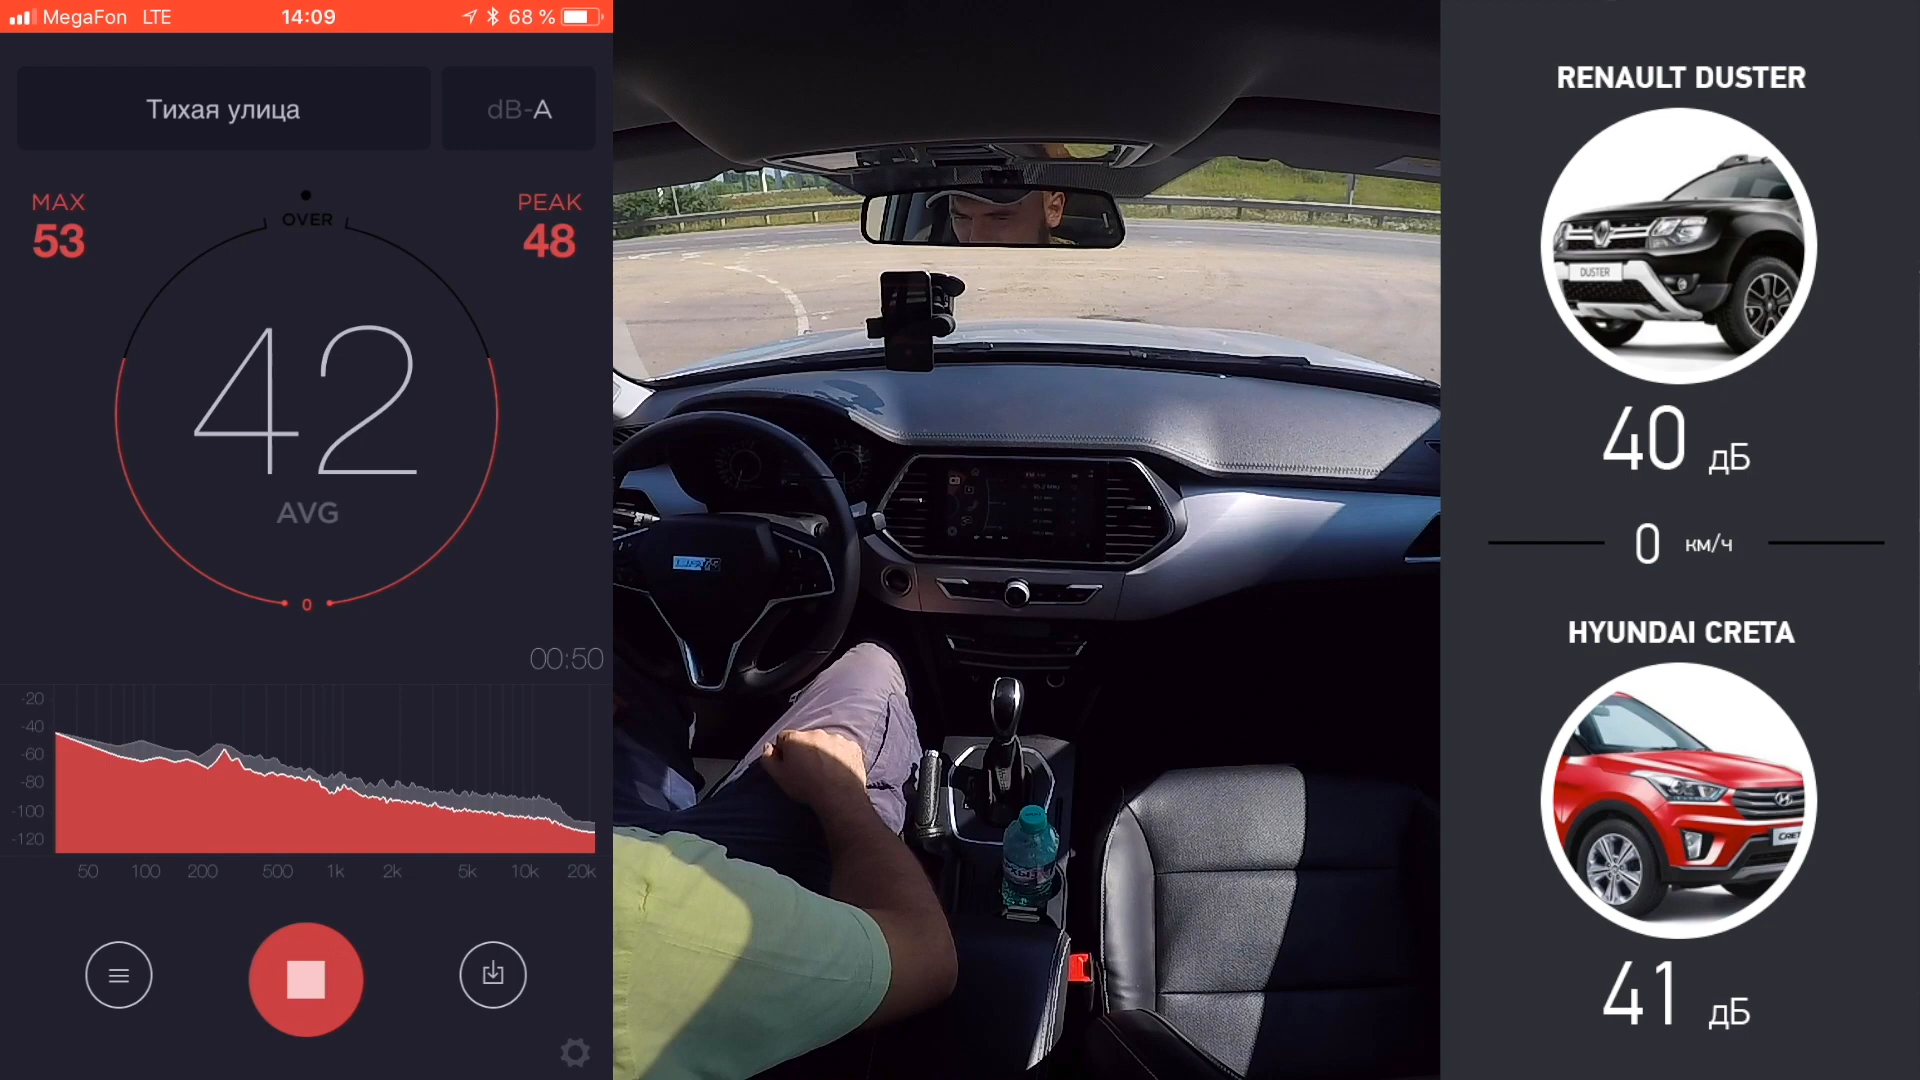 MegaFon LTE 14:09 68 %
Тихая улица
dB-A
MAX
53
PEAK
48
OVER
42
AVG
0
00:50
-20
-40
-60
-80
-100
-120
50 100 200 500 1k 2k 5k 10k 20k
RENAULT DUSTER
DUSTER
40 дБ
0 км/ч
HYUNDAI CRETA
41 дБ